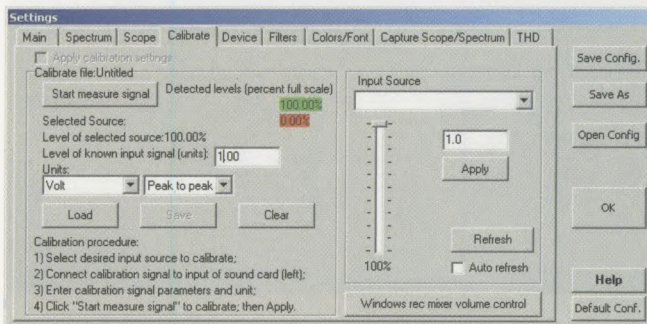 Settings
Main Spectrum Scope Calibrate Device Filters Colors/Font Capture Scope/Spectrum THD
Apply calibration settings
Calibrate file:Untitled
Start measure signal
Detected levels (percent full scale)
100.00%
0.00%
Selected Source:
Level of selected source:100.00%
Level of known input signal (units): 1.00
Units:
Volt
Peak to peak
Load
Save
Clear
Calibration procedure:
1) Select desired input source to calibrate;
2) Connect calibration signal to input of sound card (left);
3) Enter calibration signal parameters and unit;
4) Click "Start measure signal" to calibrate; then Apply.
Input Source
1.0
Apply
Refresh
100%
Auto refresh
Windows rec mixer volume control
Save Config.
Save As
Open Config
OK
Help
Default Conf.